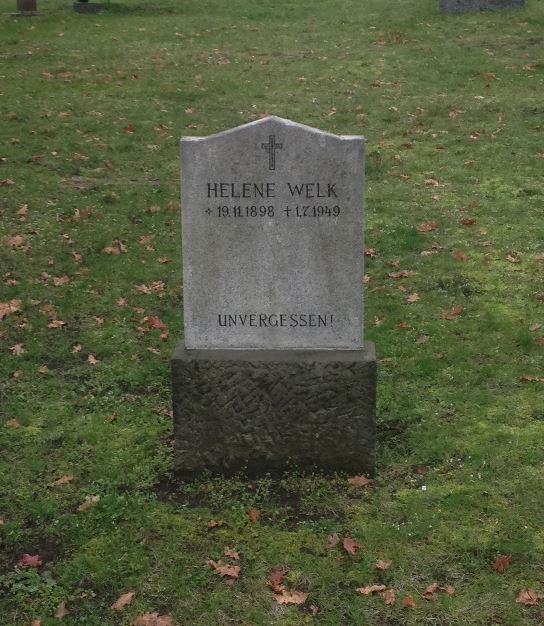 HELENE WELK
* 19.11.1898 † 1.7.1949
UNVERGESSEN!